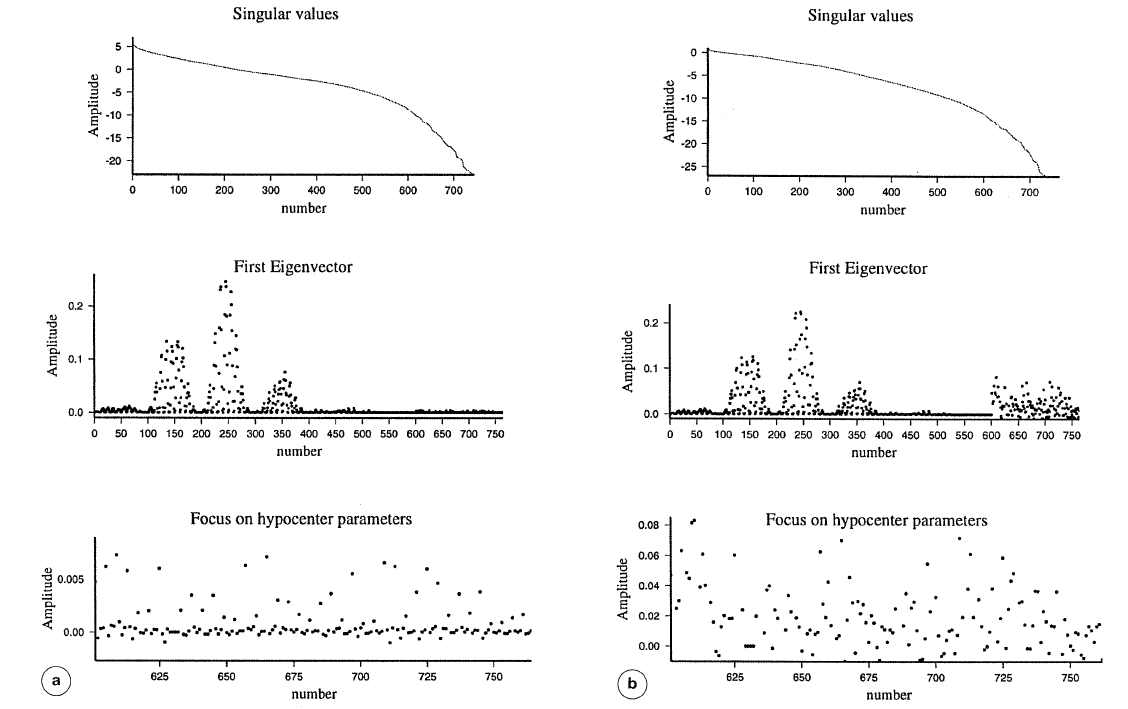 Singular values
5
0
-5
-10
-15
-20
Amplitude
0 100 200 300 400 500 600 700
number
First Eigenvector
0.2
0.1
0.0
Amplitude
0 50 100 150 200 250 300 350 400 450 500 550 600 650 700 750
number
Focus on hypocenter parameters
0.005
0.00
Amplitude
625 650 675 700 725 750
number
a
Singular values
0
-5
-10
-15
-20
-25
Amplitude
0 100 200 300 400 500 600 700
number
First Eigenvector
0.2
0.1
0.0
Amplitude
0 50 100 150 200 250 300 350 400 450 500 550 600 650 700 750
number
Focus on hypocenter parameters
0.08
0.06
0.04
0.02
0.00
Amplitude
625 650 675 700 725 750
number
b